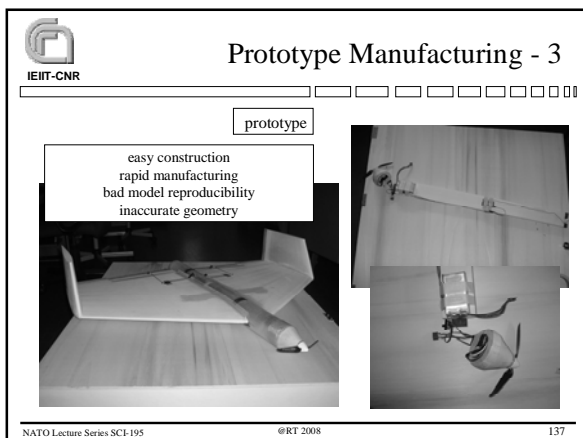 IEIIT-CNR
Prototype Manufacturing - 3
prototype
easy construction
rapid manufacturing
bad model reproducibility
inaccurate geometry
NATO Lecture Series SCI-195
@RT 2008
137